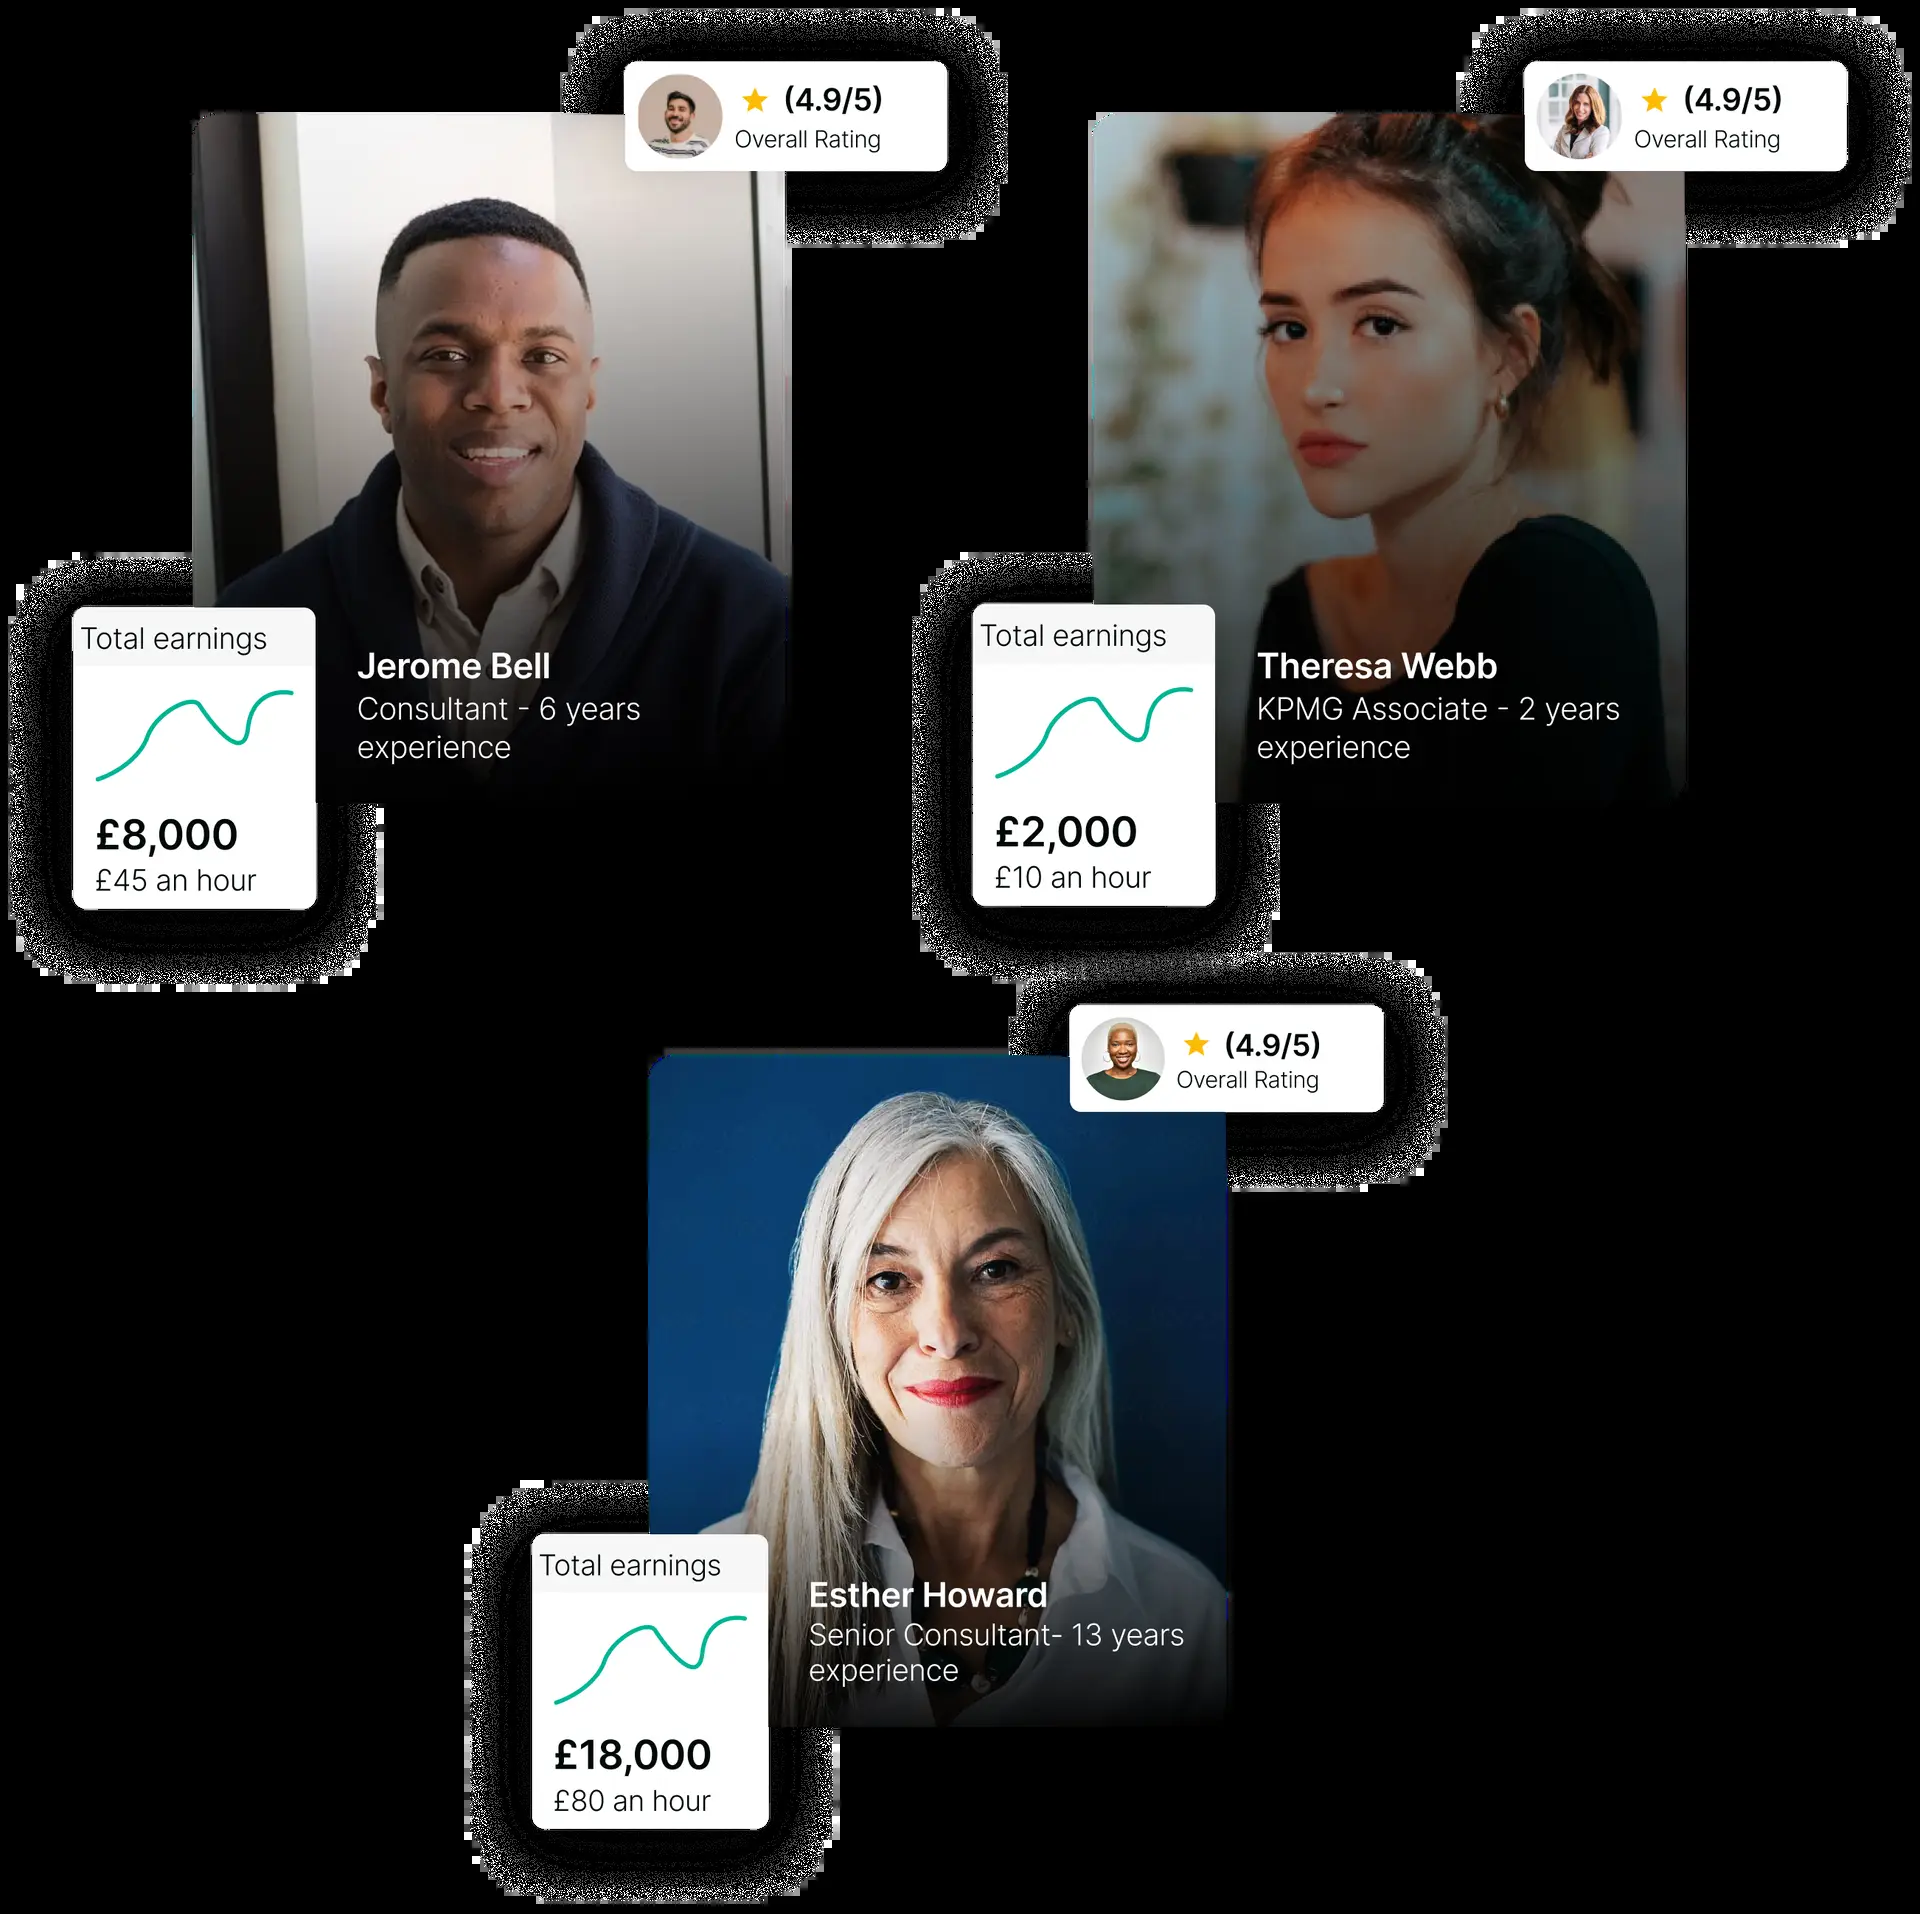 (4.9/5)
Overall Rating
Jerome Bell
Consultant - 6 years
experience
Total earnings
£8,000
£45 an hour
(4.9/5)
Overall Rating
Theresa Webb
KPMG Associate - 2 years
experience
Total earnings
£2,000
£10 an hour
(4.9/5)
Overall Rating
Esther Howard
Senior Consultant- 13 years
experience
Total earnings
£18,000
£80 an hour